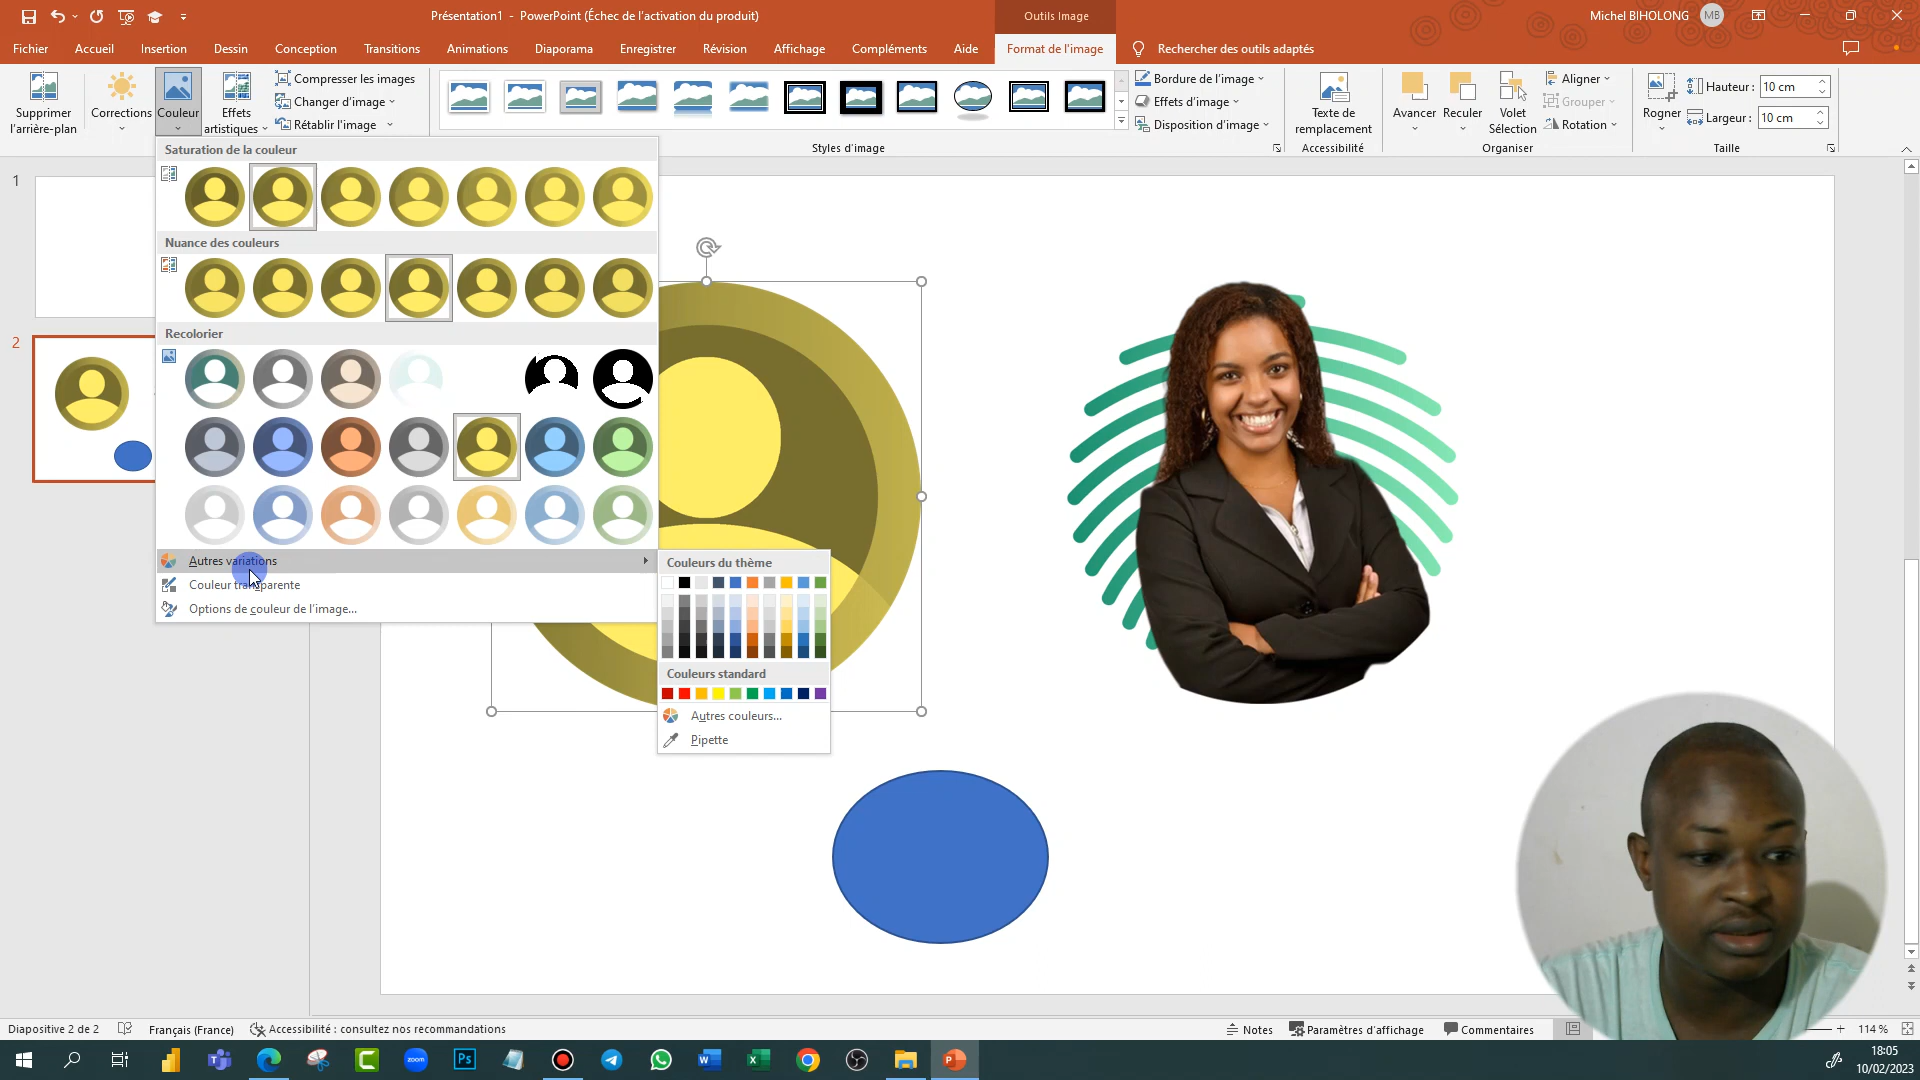 Présentation1 - PowerPoint (Échec de l'activation du produit)
Outils Image
Michel BIHOLONG MB
Fichier Accueil Insertion Dessin Conception Transitions Animations Diaporama Enregistrer Révision Affichage Compléments Aide Format de l'image Rechercher des outils adaptés
Supprimer l'arrière-plan
Corrections
Couleur
Effets artistiques
Compresser les images
Changer d'image
Rétablir l'image
Bordure de l'image
Effets d'image
Disposition d'image
Styles d'image
Texte de remplacement
Accessibilité
Avancer
Reculer
Volet Sélection
Aligner
Grouper
Rotation
Organiser
Rogner
Hauteur : 10 cm
Largeur : 10 cm
Taille
Saturation de la couleur
Nuance des couleurs
Recolorier
Autres variations
Couleur transparente
Options de couleur de l'image...
Couleurs du thème
Couleurs standard
Autres couleurs...
Pipette
1
2
Diapositive 2 de 2 Français (France) Accessibilité : consultez nos recommandations Notes Paramètres d'affichage Commentaires 114 %
zoom Ps
18:05
10/02/2023